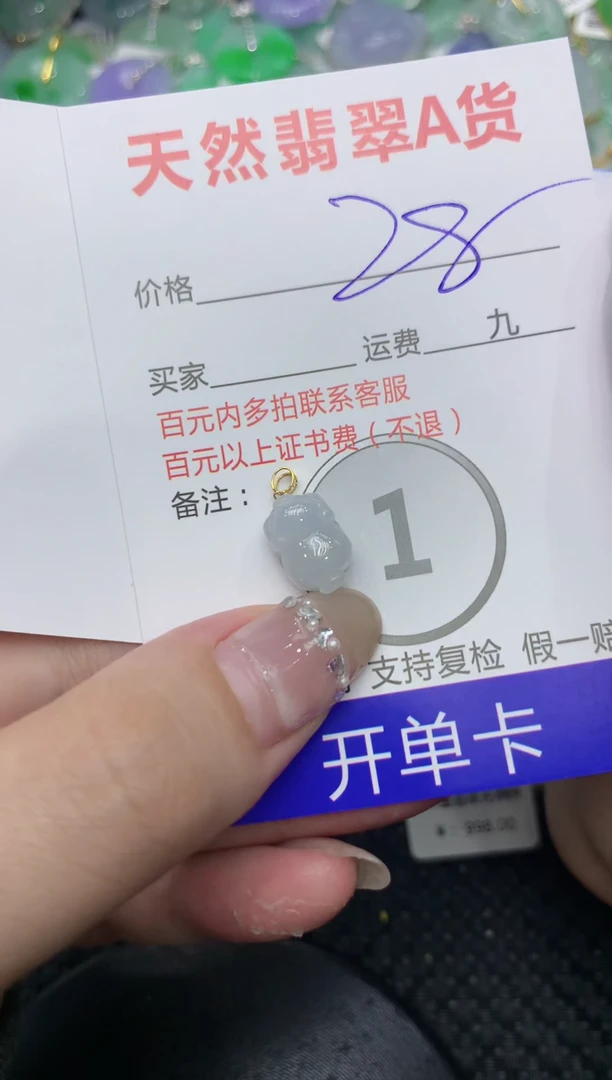 天然翡翠A货
价格 28
买家 运费 九
百元内多拍联系客服
百元以上证书费（不退）
备注：
1
支持复检 假一赔
开单卡
¥: 998.00